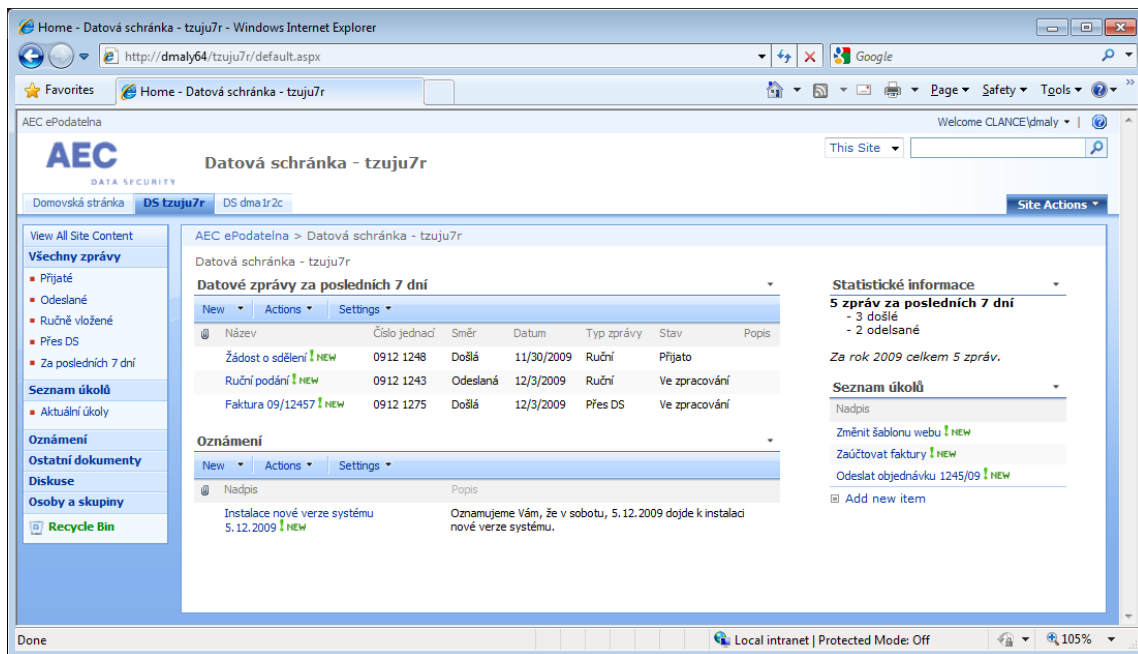 Home - Datová schránka - tzuju7r - Windows Internet Explorer
http://dmaly64/tzuju7r/default.aspx
Google
Favorites
Home - Datová schránka - tzuju7r
Page
Safety
Tools
AEC ePodatelna
Welcome CLANCE\dmaly
AEC
DATA SECURITY
Datová schránka - tzuju7r
This Site
Domovská stránka
DS tzuju7r
DS dma1r2c
Site Actions
View All Site Content
Všechny zprávy
Přijaté
Odeslané
Ručně vložené
Přes DS
Za posledních 7 dní
Seznam úkolů
Aktuální úkoly
Oznámení
Ostatní dokumenty
Diskuse
Osoby a skupiny
Recycle Bin
AEC ePodatelna > Datová schránka - tzuju7r
Datová schránka - tzuju7r
Datové zprávy za posledních 7 dní
New Actions Settings
Název Číslo jednací Směr Datum Typ zprávy Stav Popis
Žádost o sdělení ! NEW 0912 1248 Došlá 11/30/2009 Ruční Přijato
Ruční podání ! NEW 0912 1243 Odeslaná 12/3/2009 Ruční Ve zpracování
Faktura 09/12457 ! NEW 0912 1275 Došlá 12/3/2009 Přes DS Ve zpracování
Oznámení
New Actions Settings
Nadpis Popis
Instalace nové verze systému Oznamujeme Vám, že v sobotu, 5.12.2009 dojde k instalaci
5.12.2009 ! NEW nové verze systému.
Statistické informace
5 zpráv za posledních 7 dní
- 3 došlé
- 2 odelsané
Za rok 2009 celkem 5 zpráv.
Seznam úkolů
Nadpis
Změnit šablonu webu ! NEW
Zaúčtovat faktury ! NEW
Odeslat objednávku 1245/09 ! NEW
Add new item
Done
Local intranet | Protected Mode: Off
105%